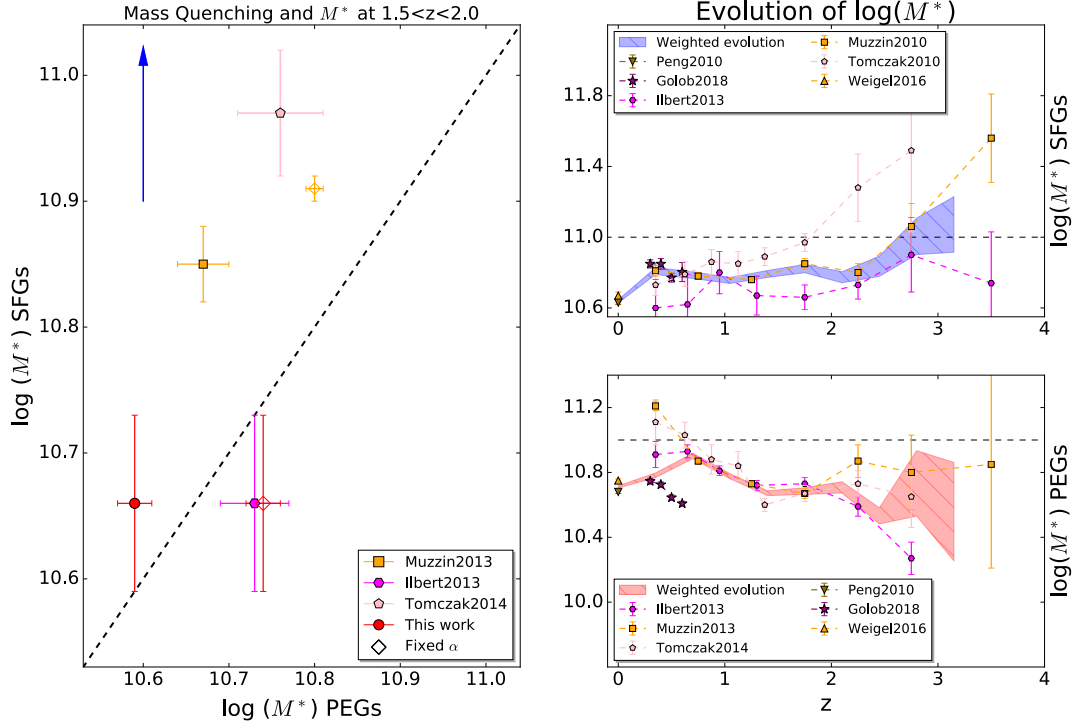 Mass Quenching and M* at 1.5<z<2.0
11.0
10.9
10.8
10.7
10.6
log (M*) SFGs
10.6
10.7
10.8
10.9
11.0
log (M*) PEGs
Muzzin2013
Ilbert2013
Tomczak2014
This work
Fixed α
Evolution of log(M*)
Weighted evolution
Peng2010
Golob2018
Ilbert2013
Muzzin2010
Tomczak2010
Weigel2016
11.8
11.4
11.0
10.6
log(M*) SFGs
0
1
2
3
4
11.2
10.8
10.4
10.0
log(M*) PEGs
Weighted evolution
Ilbert2013
Muzzin2013
Tomczak2014
Peng2010
Golob2018
Weigel2016
0
1
2
3
4
z